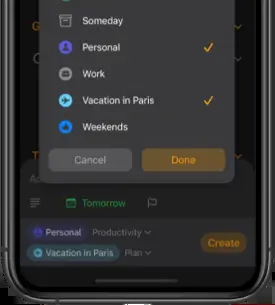 Someday
Personal
Work
Vacation in Paris
Weekends
Cancel Done
Tomorrow
Personal Productivity
Vacation in Paris Plan
Create